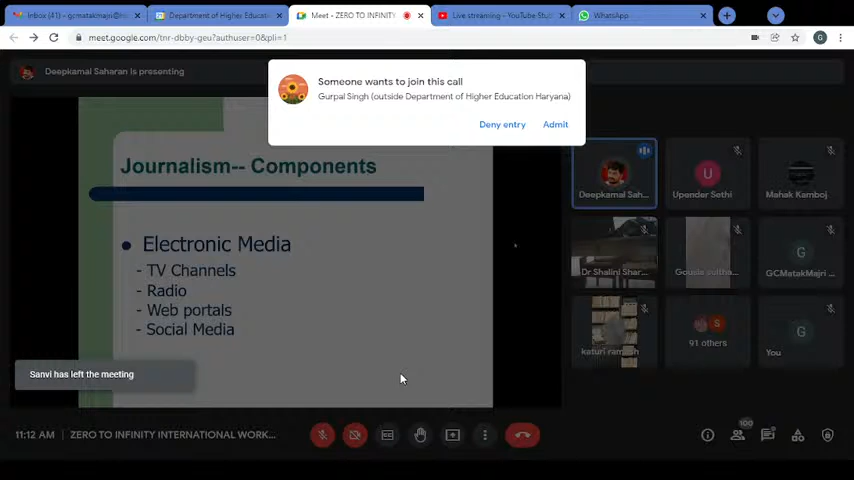 Inbox (41) - gcmatakmajri@
Department of Higher Educatio
Meet - ZERO TO INFINITY
Live streaming - YouTube Stu
WhatsApp
meet.google.com/tnr-dbby-geu?authuser=0&pli=1
Deepkamal Saharan is presenting
Someone wants to join this call
Gurpal Singh (outside Department of Higher Education Haryana)
Deny entry
Admit
Journalism-- Components
Electronic Media
- TV Channels
- Radio
- Web portals
- Social Media
Deepkamal Sah...
Upender Sethi
Mahak Kamboj
Dr Shalini Shar...
GCMatakMajri ...
katuri ramesh
91 others
You
Sanvi has left the meeting
11:12 AM | ZERO TO INFINITY INTERNATIONAL WORK...
100
G
U
G
S
G